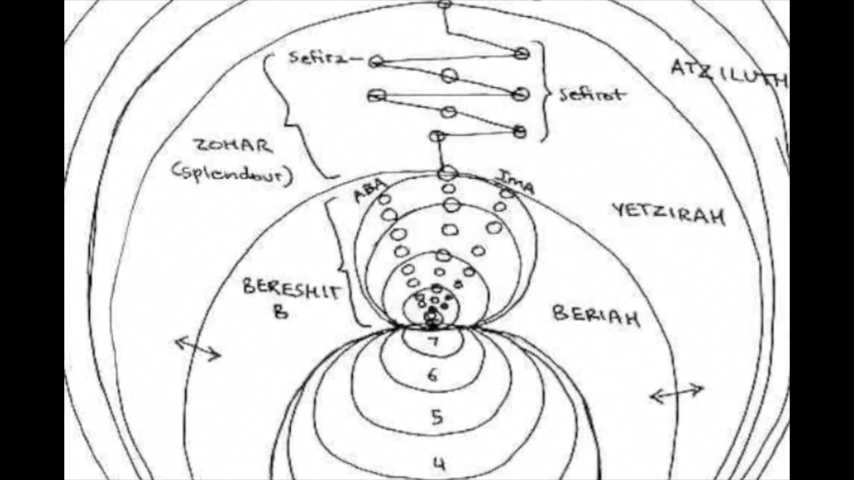 Sefira
ATZILUTH
Sefirot
ZOHAR
(splendour)
ABA
IMA
YETZIRAH
BERESHIT
B
BERIAH
7
6
5
4